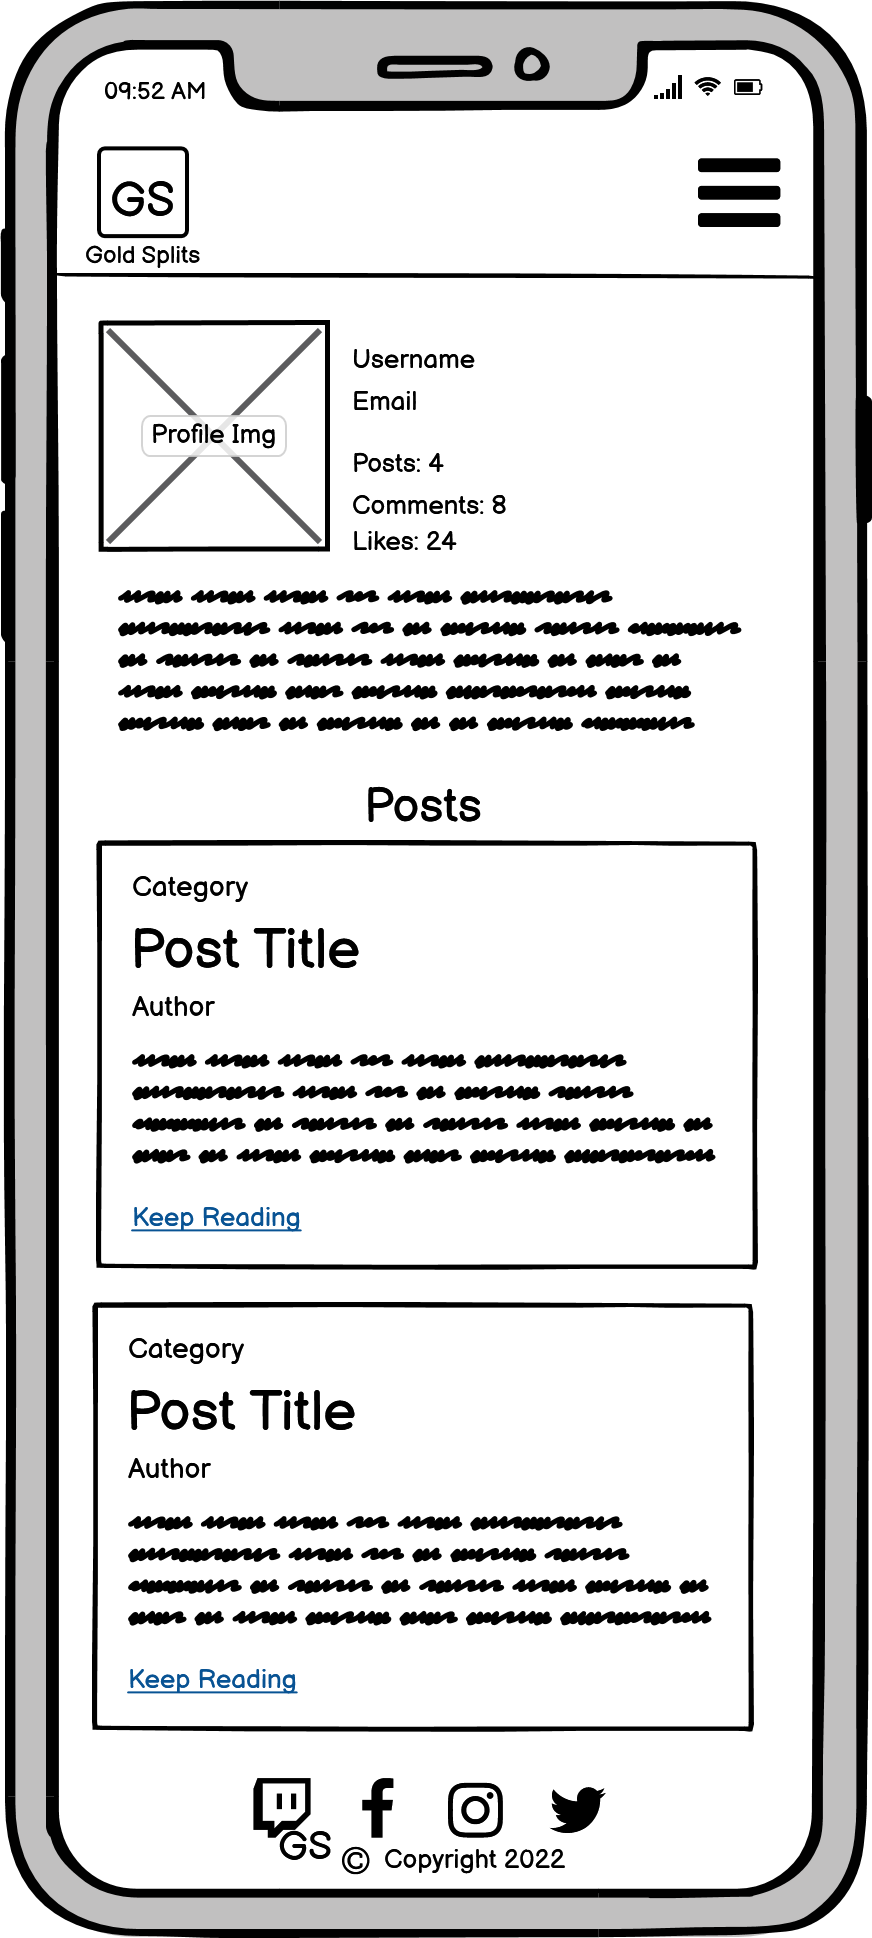 09:52 AM
GS
Gold Splits
Profile Img
Username
Email
Posts: 4
Comments: 8
Likes: 24
Posts
Category
Post Title
Author
Keep Reading
Category
Post Title
Author
Keep Reading
GS © Copyright 2022